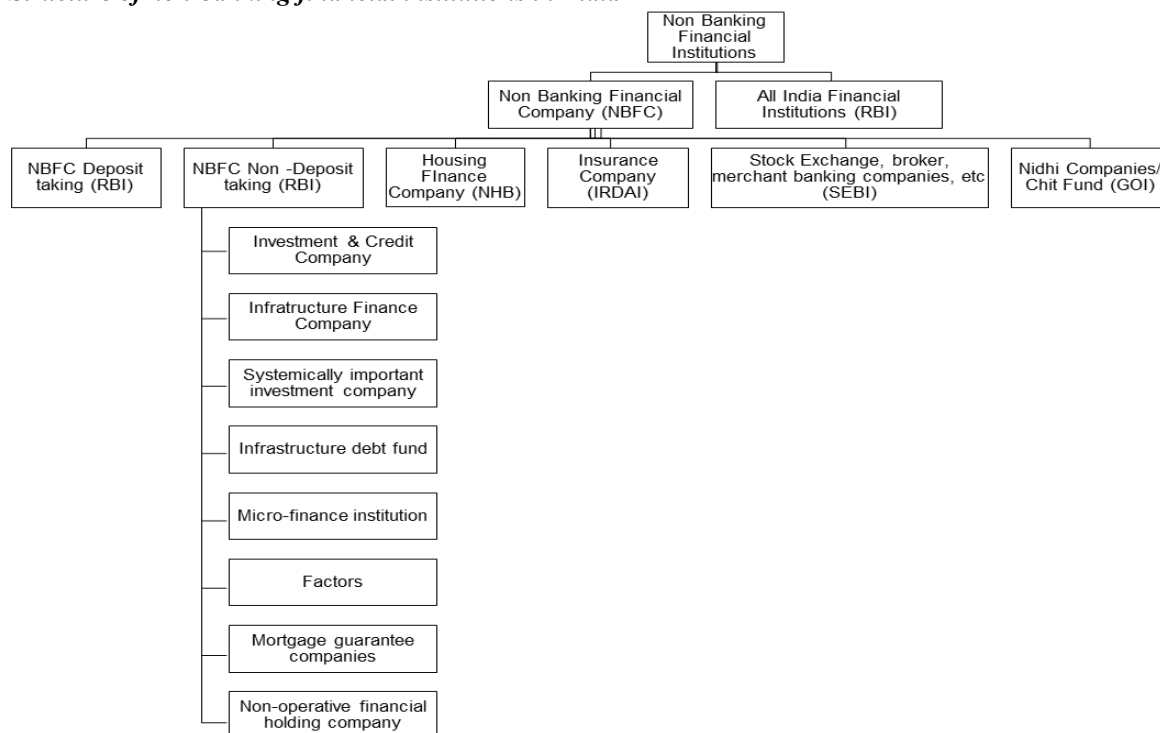 Non Banking
Financial
Institutions
Non Banking Financial
Company (NBFC)
All India Financial
Institutions (RBI)
NBFC Deposit
taking (RBI)
NBFC Non -Deposit
taking (RBI)
Housing
FInance
Company (NHB)
Insurance
Company
(IRDAI)
Stock Exchange, broker,
merchant banking companies, etc
(SEBI)
Nidhi Companies/
Chit Fund (GOI)
Investment & Credit
Company
Infratructure Finance
Company
Systemically important
investment company
Infrastructure debt fund
Micro-finance institution
Factors
Mortgage guarantee
companies
Non-operative financial
holding company